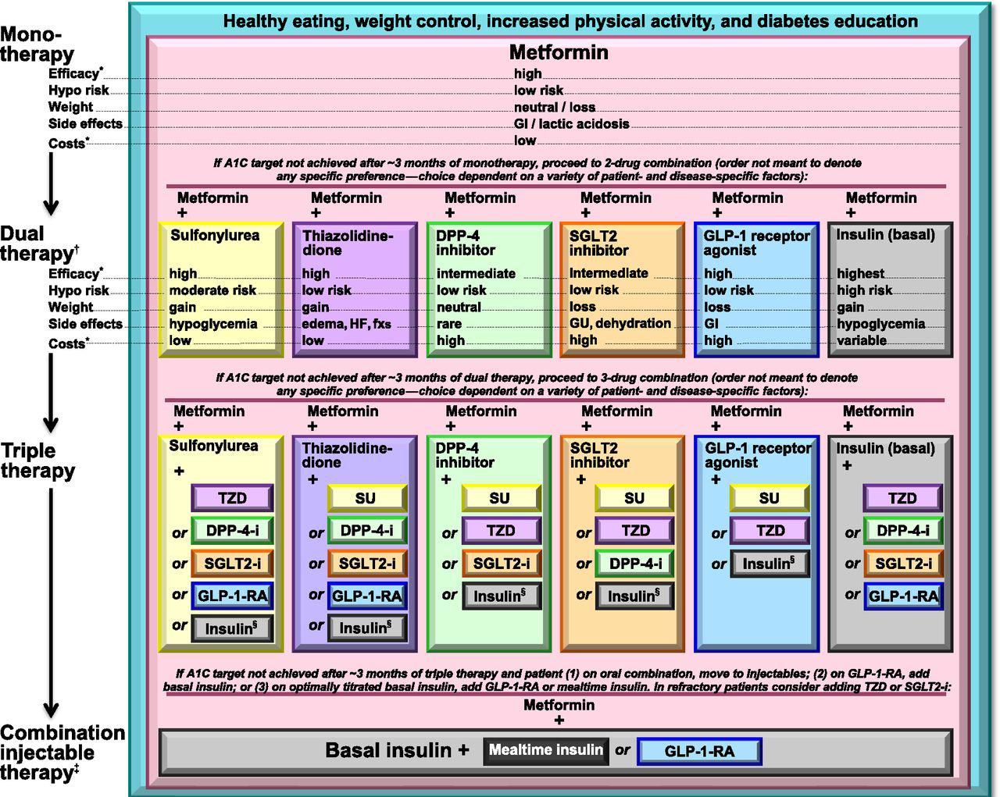 Healthy eating, weight control, increased physical activity, and diabetes education
Mono-
therapy
Metformin
Efficacy* high
Hypo risk low risk
Weight neutral / loss
Side effects GI / lactic acidosis
Costs* low
If A1C target not achieved after ~3 months of monotherapy, proceed to 2-drug combination (order not meant to denote
any specific preference—choice dependent on a variety of patient- and disease-specific factors):
Metformin Metformin Metformin Metformin Metformin Metformin
+ + + + + +
Dual
therapy†
Sulfonylurea
Thiazolidine-
dione
DPP-4
inhibitor
SGLT2
inhibitor
GLP-1 receptor
agonist
Insulin (basal)
Efficacy* high high intermediate intermediate high highest
Hypo risk moderate risk low risk low risk low risk low risk high risk
Weight gain gain neutral loss loss gain
Side effects hypoglycemia edema, HF, fxs rare GU, dehydration GI hypoglycemia
Costs* low low high high high variable
If A1C target not achieved after ~3 months of dual therapy, proceed to 3-drug combination (order not meant to denote
any specific preference—choice dependent on a variety of patient- and disease-specific factors):
Metformin Metformin Metformin Metformin Metformin Metformin
+ + + + + +
Triple
therapy
Sulfonylurea
+
TZD
or DPP-4-i
or SGLT2-i
or GLP-1-RA
or Insulin§
Thiazolidine-
dione
+
SU
or DPP-4-i
or SGLT2-i
or GLP-1-RA
or Insulin§
DPP-4
inhibitor
+
SU
or TZD
or SGLT2-i
or Insulin§
SGLT2
inhibitor
+
SU
or TZD
or DPP-4-i
or Insulin§
GLP-1 receptor
agonist
+
SU
or TZD
or Insulin§
Insulin (basal)
+
TZD
or DPP-4-i
or SGLT2-i
or GLP-1-RA
If A1C target not achieved after ~3 months of triple therapy and patient (1) on oral combination, move to injectables; (2) on GLP-1-RA, add
basal insulin; or (3) on optimally titrated basal insulin, add GLP-1-RA or mealtime insulin. In refractory patients consider adding TZD or SGLT2-i:
Metformin
+
Combination
injectable
therapy‡
Basal insulin + Mealtime insulin or GLP-1-RA